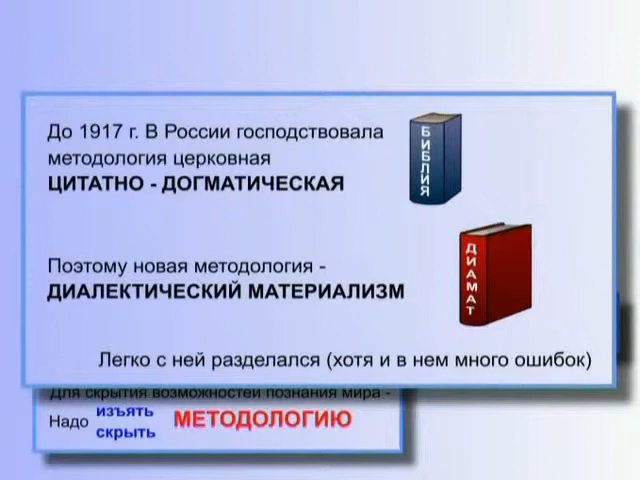 До 1917 г. В России господствовала
методология церковная
ЦИТАТНО - ДОГМАТИЧЕСКАЯ
БИБЛИЯ
Поэтому новая методология -
ДИАЛЕКТИЧЕСКИЙ МАТЕРИАЛИЗМ
ДИАМАТ
Легко с ней разделался (хотя и в нем много ошибок)
Для скрытия возможностей познания мира -
Надо изъять МЕТОДОЛОГИЮ
скрыть